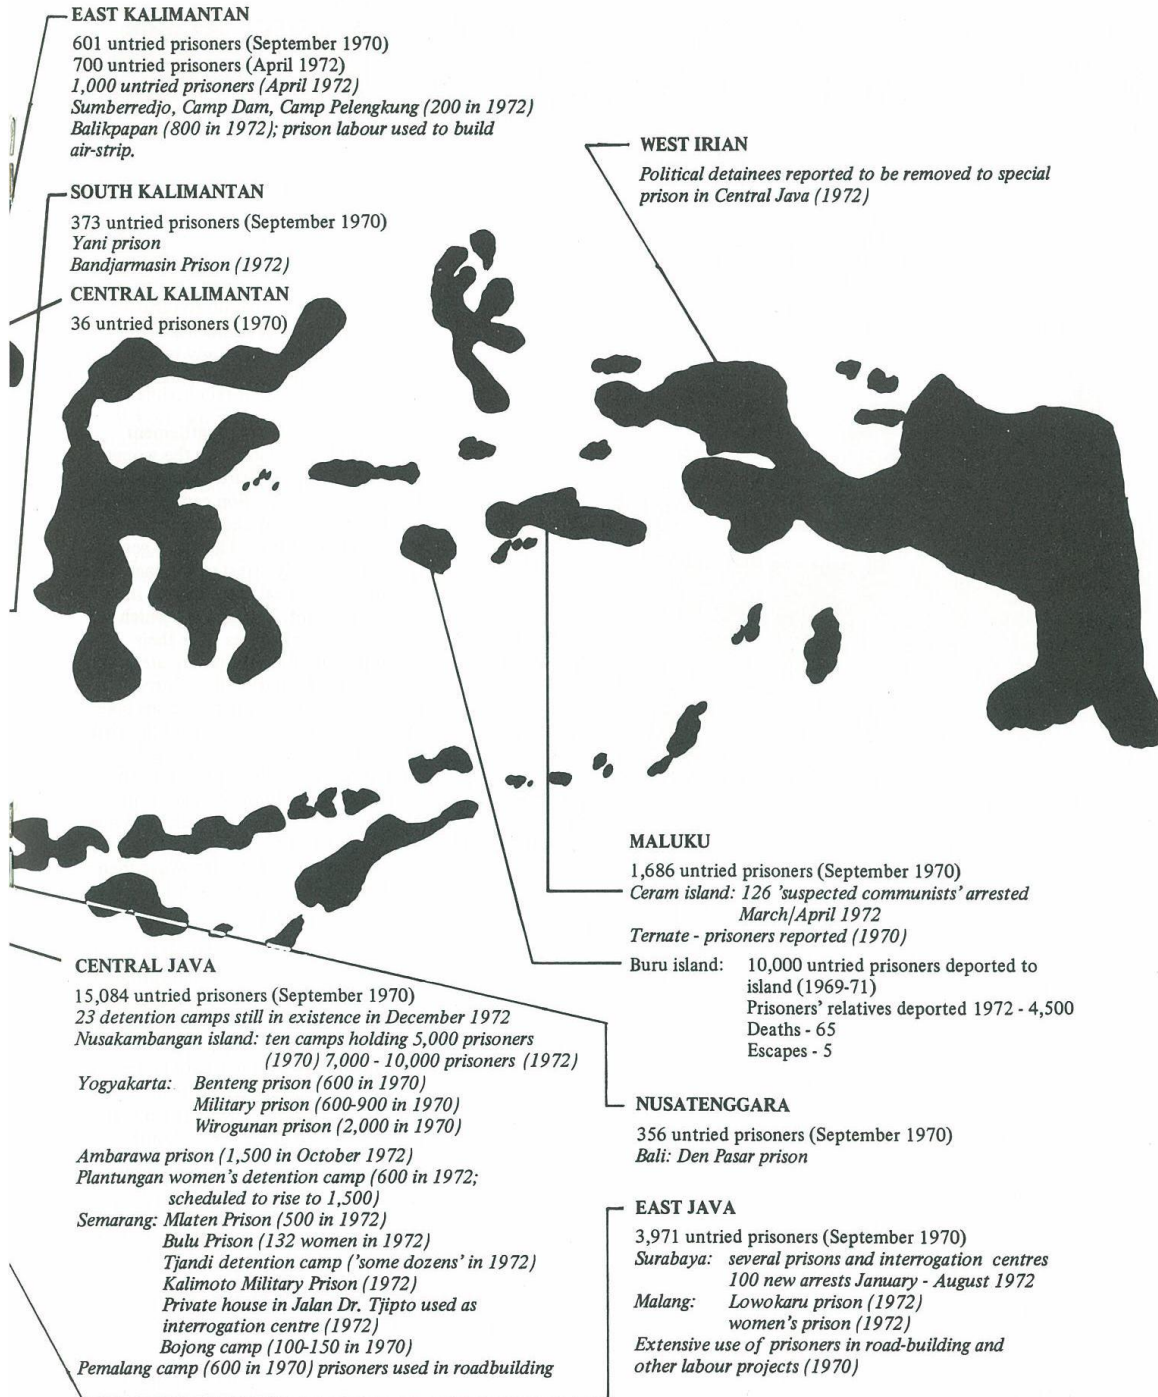 EAST KALIMANTAN
601 untried prisoners (September 1970)
700 untried prisoners (April 1972)
1,000 untried prisoners (April 1972)
Sumberredjo, Camp Dam, Camp Pelengkung (200 in 1972)
Balikpapan (800 in 1972); prison labour used to build
air-strip.
SOUTH KALIMANTAN
373 untried prisoners (September 1970)
Yani prison
Bandjarmasin Prison (1972)
CENTRAL KALIMANTAN
36 untried prisoners (1970)
WEST IRIAN
Political detainees reported to be removed to special
prison in Central Java (1972)
MALUKU
1,686 untried prisoners (September 1970)
Ceram island: 126 'suspected communists' arrested
March/April 1972
Ternate - prisoners reported (1970)
Buru island: 10,000 untried prisoners deported to
island (1969-71)
Prisoners' relatives deported 1972 - 4,500
Deaths - 65
Escapes - 5
CENTRAL JAVA
15,084 untried prisoners (September 1970)
23 detention camps still in existence in December 1972
Nusakambangan island: ten camps holding 5,000 prisoners
(1970) 7,000 - 10,000 prisoners (1972)
Yogyakarta: Benteng prison (600 in 1970)
Military prison (600-900 in 1970)
Wirogunan prison (2,000 in 1970)
Ambarawa prison (1,500 in October 1972)
Plantungan women's detention camp (600 in 1972;
scheduled to rise to 1,500)
Semarang: Mlaten Prison (500 in 1972)
Bulu Prison (132 women in 1972)
Tjandi detention camp ('some dozens' in 1972)
Kalimoto Military Prison (1972)
Private house in Jalan Dr. Tjipto used as
interrogation centre (1972)
Bojong camp (100-150 in 1970)
Pemalang camp (600 in 1970) prisoners used in roadbuilding
NUSATENGGARA
356 untried prisoners (September 1970)
Bali: Den Pasar prison
EAST JAVA
3,971 untried prisoners (September 1970)
Surabaya: several prisons and interrogation centres
100 new arrests January - August 1972
Malang: Lowokaru prison (1972)
women's prison (1972)
Extensive use of prisoners in road-building and
other labour projects (1970)